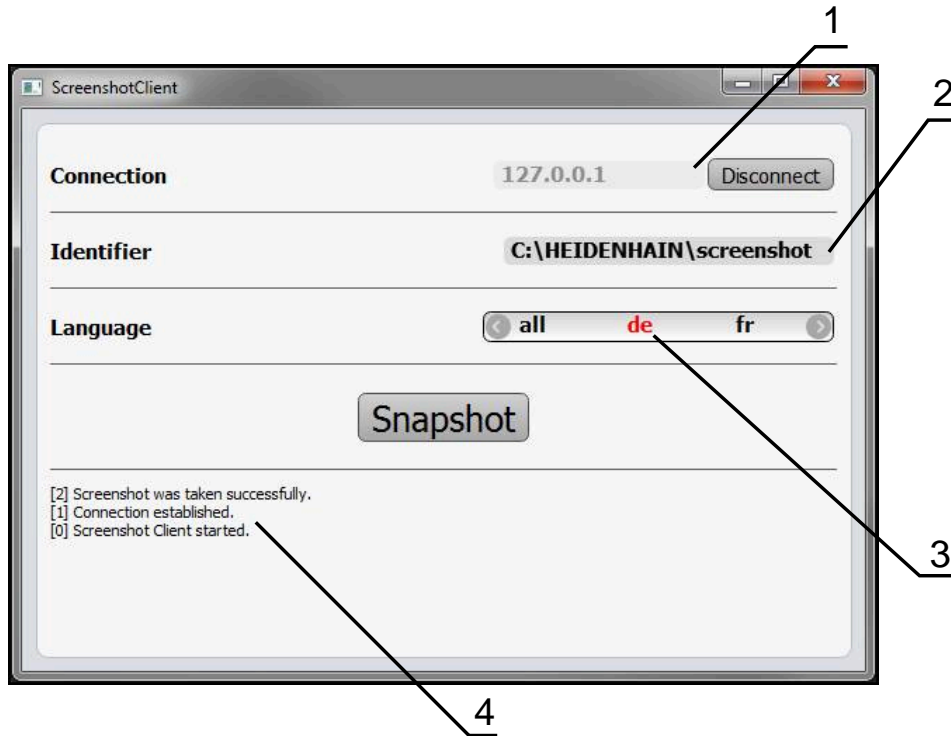 1
ScreenshotClient
2
Connection 127.0.0.1 Disconnect
Identifier C:\HEIDENHAIN\screenshot
Language all de fr
Snapshot
[2] Screenshot was taken successfully.
[1] Connection established.
[0] Screenshot Client started.
3
4